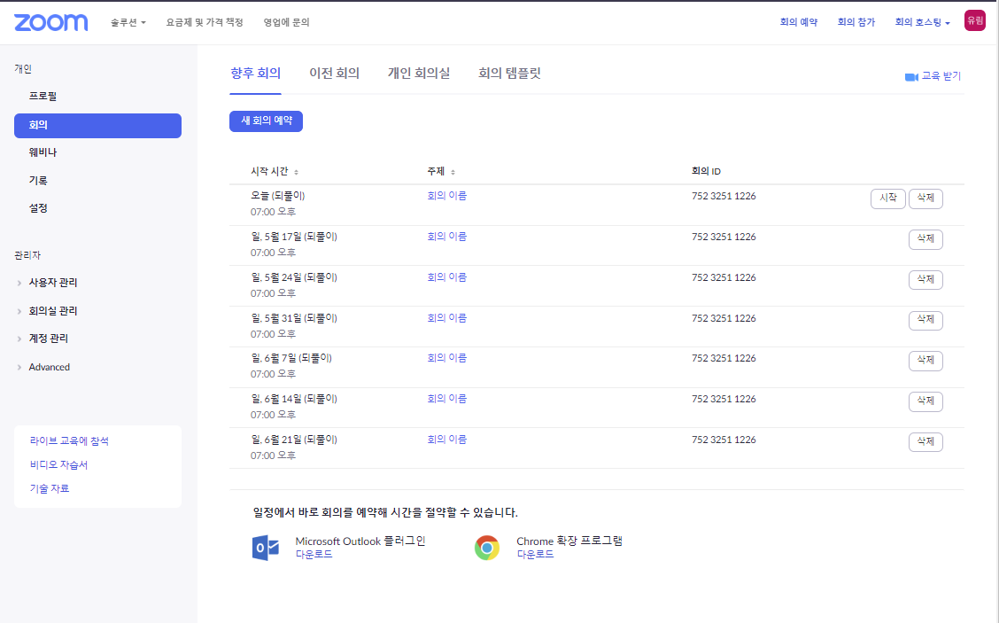 zoom 솔루션 요금제 및 가격 책정 영업에 문의 회의 예약 회의 참가 회의 호스팅 유림
개인
프로필
회의
웨비나
기록
설정
관리자
사용자 관리
회의실 관리
계정 관리
Advanced
라이브 교육에 참석
비디오 자습서
기술 자료
향후 회의 이전 회의 개인 회의실 회의 템플릿 교육 받기
새 회의 예약
시작 시간 주제 회의 ID
오늘 (되풀이) 회의 이름 752 3251 1226 시작 삭제
07:00 오후
일, 5월 17일 (되풀이) 회의 이름 752 3251 1226 삭제
07:00 오후
일, 5월 24일 (되풀이) 회의 이름 752 3251 1226 삭제
07:00 오후
일, 5월 31일 (되풀이) 회의 이름 752 3251 1226 삭제
07:00 오후
일, 6월 7일 (되풀이) 회의 이름 752 3251 1226 삭제
07:00 오후
일, 6월 14일 (되풀이) 회의 이름 752 3251 1226 삭제
07:00 오후
일, 6월 21일 (되풀이) 회의 이름 752 3251 1226 삭제
07:00 오후
일정에서 바로 회의를 예약해 시간을 절약할 수 있습니다.
Microsoft Outlook 플러그인
다운로드
Chrome 확장 프로그램
다운로드